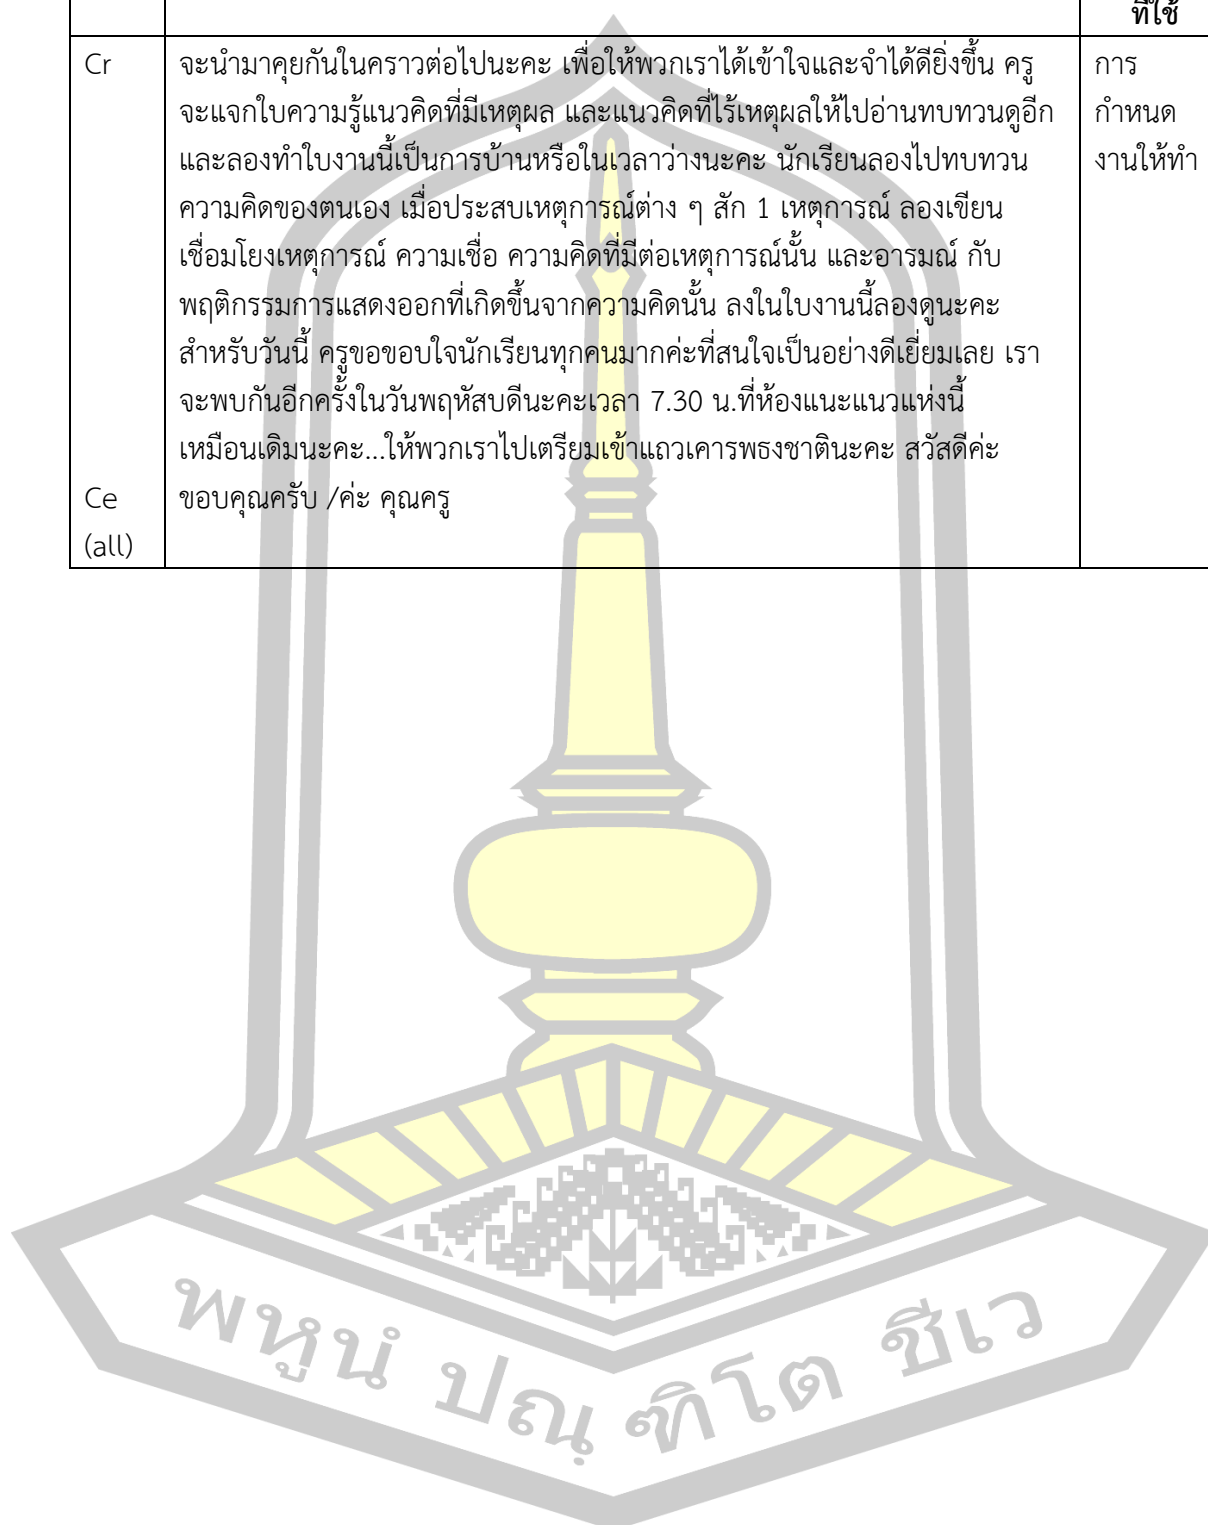 ที่ใช้
Cr จะนำมาคุยกันในคราวต่อไปนะคะ เพื่อให้พวกเราได้เข้าใจและจำได้ดียิ่งขึ้น ครู การ
จะแจกใบความรู้แนวคิดที่มีเหตุผล และแนวคิดที่ไร้เหตุผลให้ไปอ่านทบทวนดูอีก กำหนด
และลองทำใบงานนี้เป็นการบ้านหรือในเวลาว่างนะคะ นักเรียนลองไปทบทวน งานให้ทำ
ความคิดของตนเอง เมื่อประสบเหตุการณ์ต่าง ๆ สัก 1 เหตุการณ์ ลองเขียน
เชื่อมโยงเหตุการณ์ ความเชื่อ ความคิดที่มีต่อเหตุการณ์นั้น และอารมณ์ กับ
พฤติกรรมการแสดงออกที่เกิดขึ้นจากความคิดนั้น ลงในใบงานนี้ลองดูนะคะ
สำหรับวันนี้ ครูขอขอบใจนักเรียนทุกคนมากค่ะที่สนใจเป็นอย่างดีเยี่ยมเลย เรา
จะพบกันอีกครั้งในวันพฤหัสบดีนะคะเวลา 7.30 น.ที่ห้องแนะแนวแห่งนี้
เหมือนเดิมนะคะ...ให้พวกเราไปเตรียมเข้าแถวเคารพธงชาตินะคะ สวัสดีค่ะ
Ce ขอบคุณครับ /ค่ะ คุณครู
(all)
พหูนํ ปณฺฑิโต ชีเว